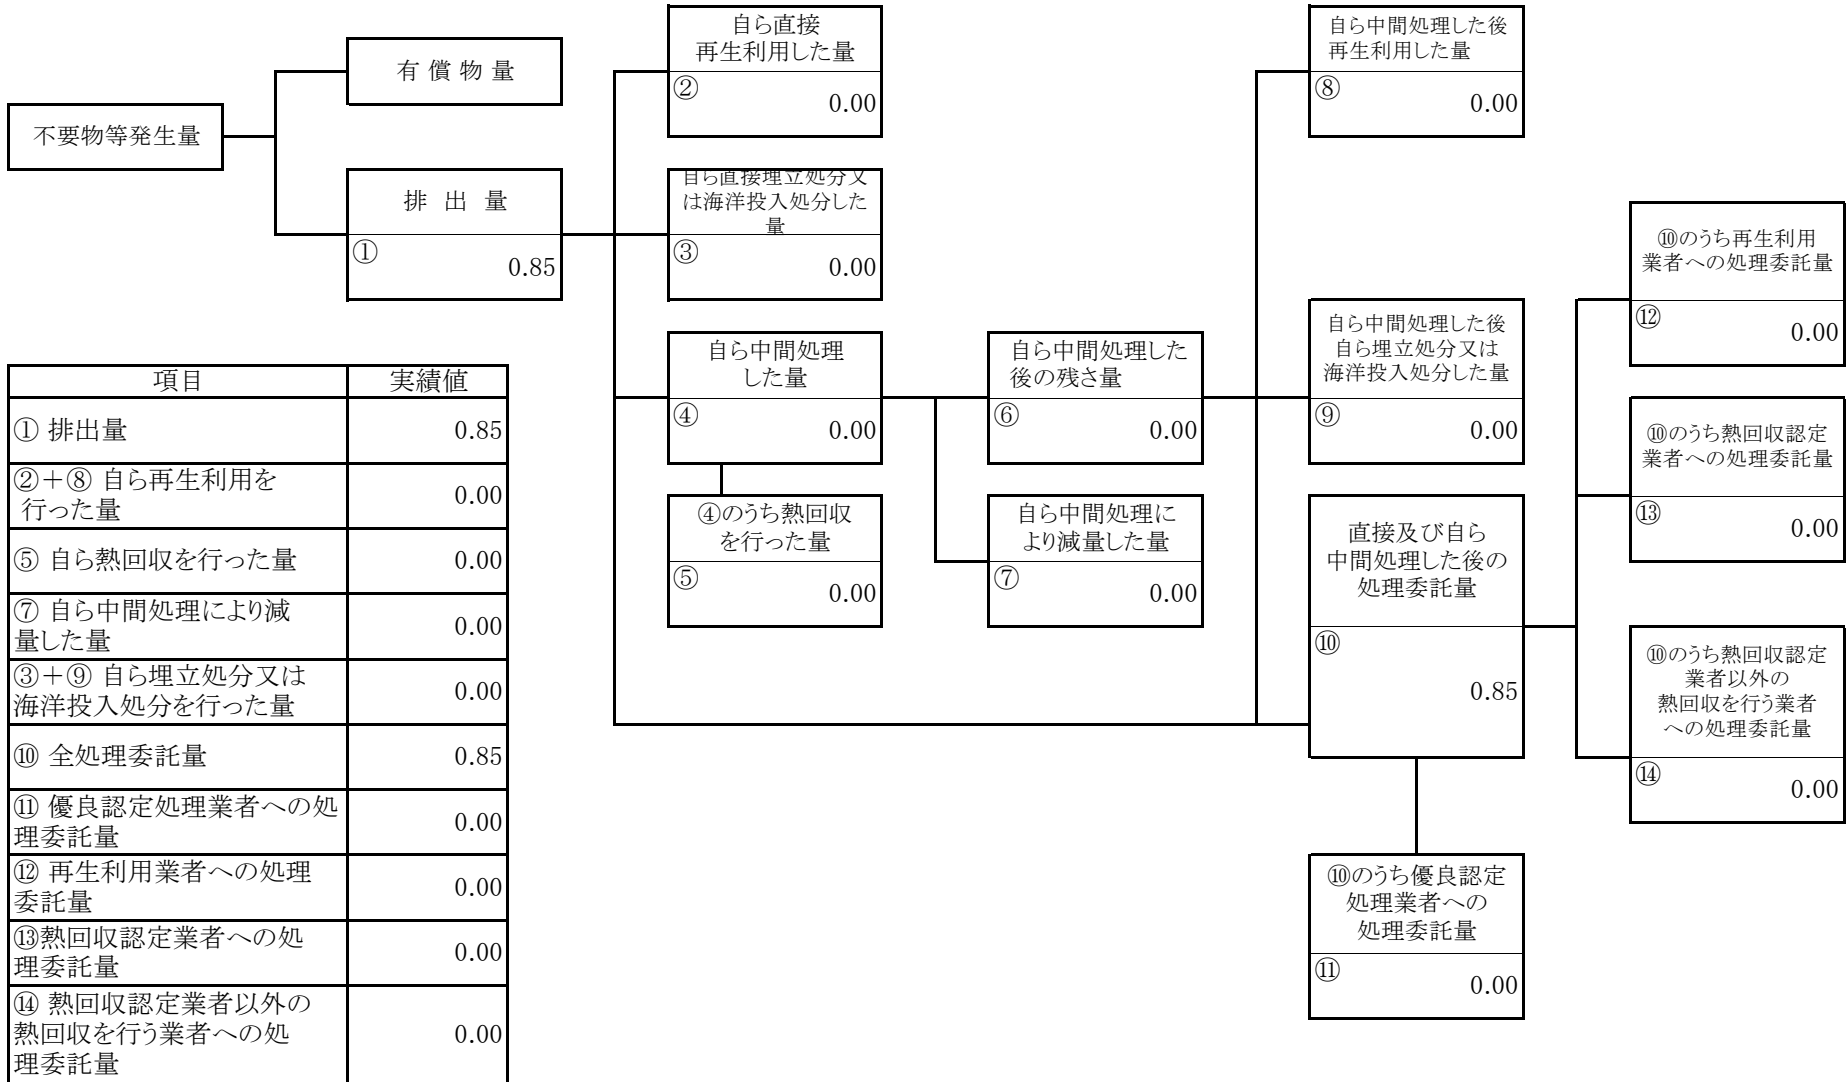 不要物等発生量
有償物量
排出量
①
0.85
自ら直接
再生利用した量
②
0.00
自ら直接埋立処分又
は海洋投入処分した
量
③
0.00
自ら中間処理
した量
④
0.00
④のうち熱回収
を行った量
⑤
0.00
自ら中間処理した
後の残さ量
⑥
0.00
自ら中間処理に
より減量した量
⑦
0.00
自ら中間処理した後
再生利用した量
⑧
0.00
自ら中間処理した後
自ら埋立処分又は
海洋投入処分した量
⑨
0.00
直接及び自ら
中間処理した後の
処理委託量
⑩
0.85
⑩のうち優良認定
処理業者への
処理委託量
⑪
0.00
⑩のうち再生利用
業者への処理委託量
⑫
0.00
⑩のうち熱回収認定
業者への処理委託量
⑬
0.00
⑩のうち熱回収認定
業者以外の
熱回収を行う業者
への処理委託量
⑭
0.00
項目 実績値
① 排出量 0.85
②＋⑧ 自ら再生利用を
行った量 0.00
⑤ 自ら熱回収を行った量 0.00
⑦ 自ら中間処理により減
量した量 0.00
③＋⑨ 自ら埋立処分又は
海洋投入処分を行った量 0.00
⑩ 全処理委託量 0.85
⑪ 優良認定処理業者への処
理委託量 0.00
⑫ 再生利用業者への処理
委託量 0.00
⑬熱回収認定業者への処
理委託量 0.00
⑭ 熱回収認定業者以外の
熱回収を行う業者への処
理委託量 0.00